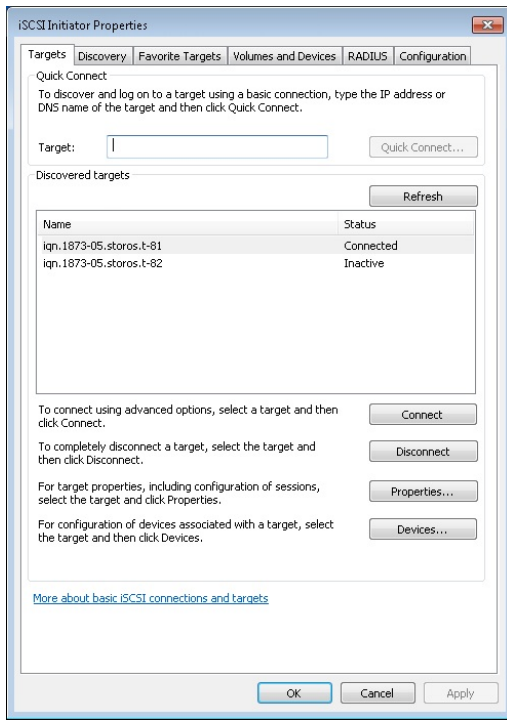 iSCSI Initiator Properties
Targets Discovery Favorite Targets Volumes and Devices RADIUS Configuration
Quick Connect
To discover and log on to a target using a basic connection, type the IP address or
DNS name of the target and then click Quick Connect.
Target: Quick Connect...
Discovered targets
Refresh
Name Status
iqn.1873-05.storos.t-81 Connected
iqn.1873-05.storos.t-82 Inactive
To connect using advanced options, select a target and then
click Connect.
Connect
To completely disconnect a target, select the target and
then click Disconnect.
Disconnect
For target properties, including configuration of sessions,
select the target and click Properties.
Properties...
For configuration of devices associated with a target, select
the target and then click Devices.
Devices...
More about basic iSCSI connections and targets
OK Cancel Apply